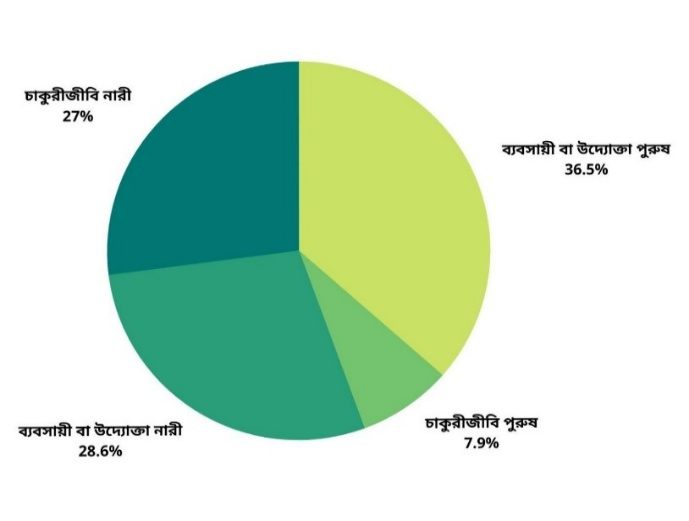 চাকুরীজীবি নারী
27%
ব্যবসায়ী বা উদ্যোক্তা পুরুষ
36.5%
চাকুরীজীবি পুরুষ
7.9%
ব্যবসায়ী বা উদ্যোক্তা নারী
28.6%